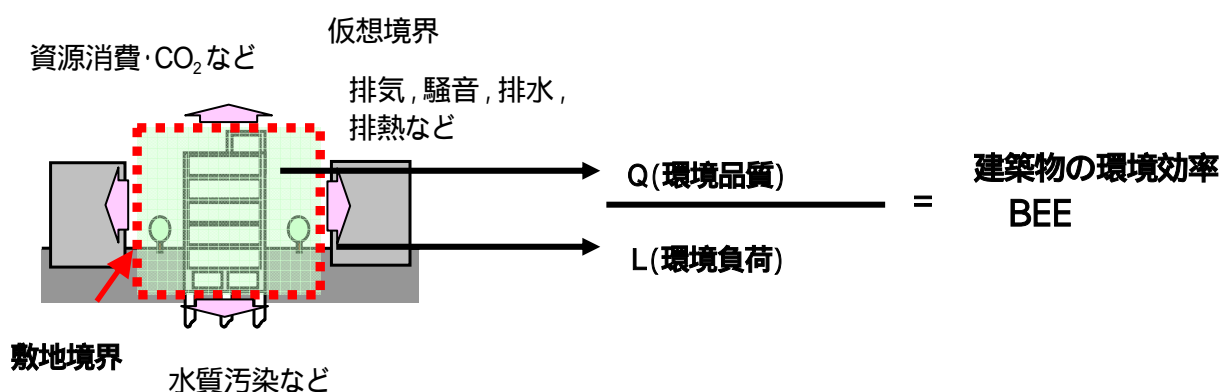 仮想境界
資源消費・CO₂など
排気,騒音,排水,
排熱など
Q(環境品質)
L(環境負荷)
=
建築物の環境効率
BEE
敷地境界
水質汚染など